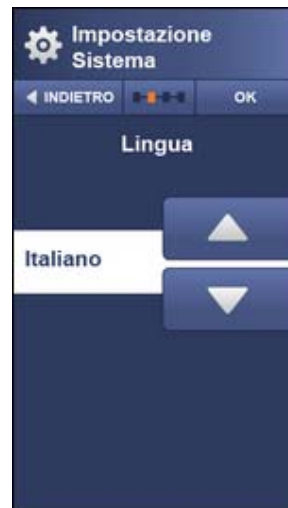 Impostazione
Sistema
INDIETRO OK
Lingua
Italiano